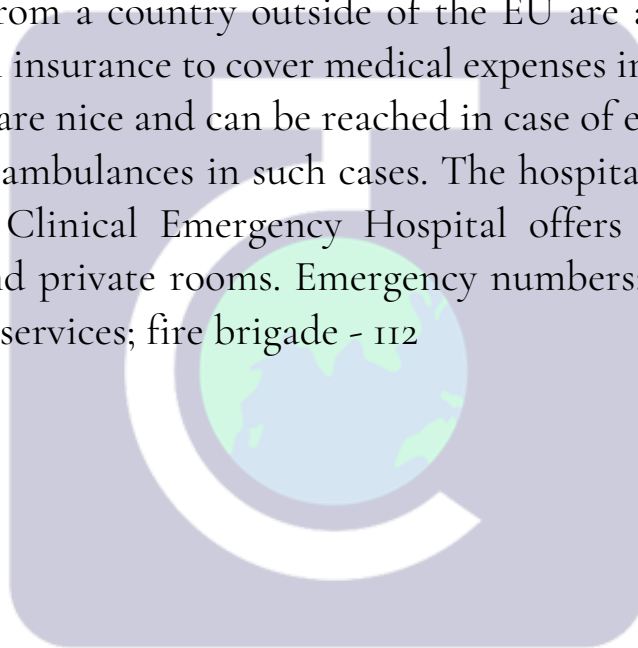 rom a country outside of the EU are a
insurance to cover medical expenses in
are nice and can be reached in case of e
ambulances in such cases. The hospita
Clinical Emergency Hospital offers
nd private rooms. Emergency numbers:
services; fire brigade - 112